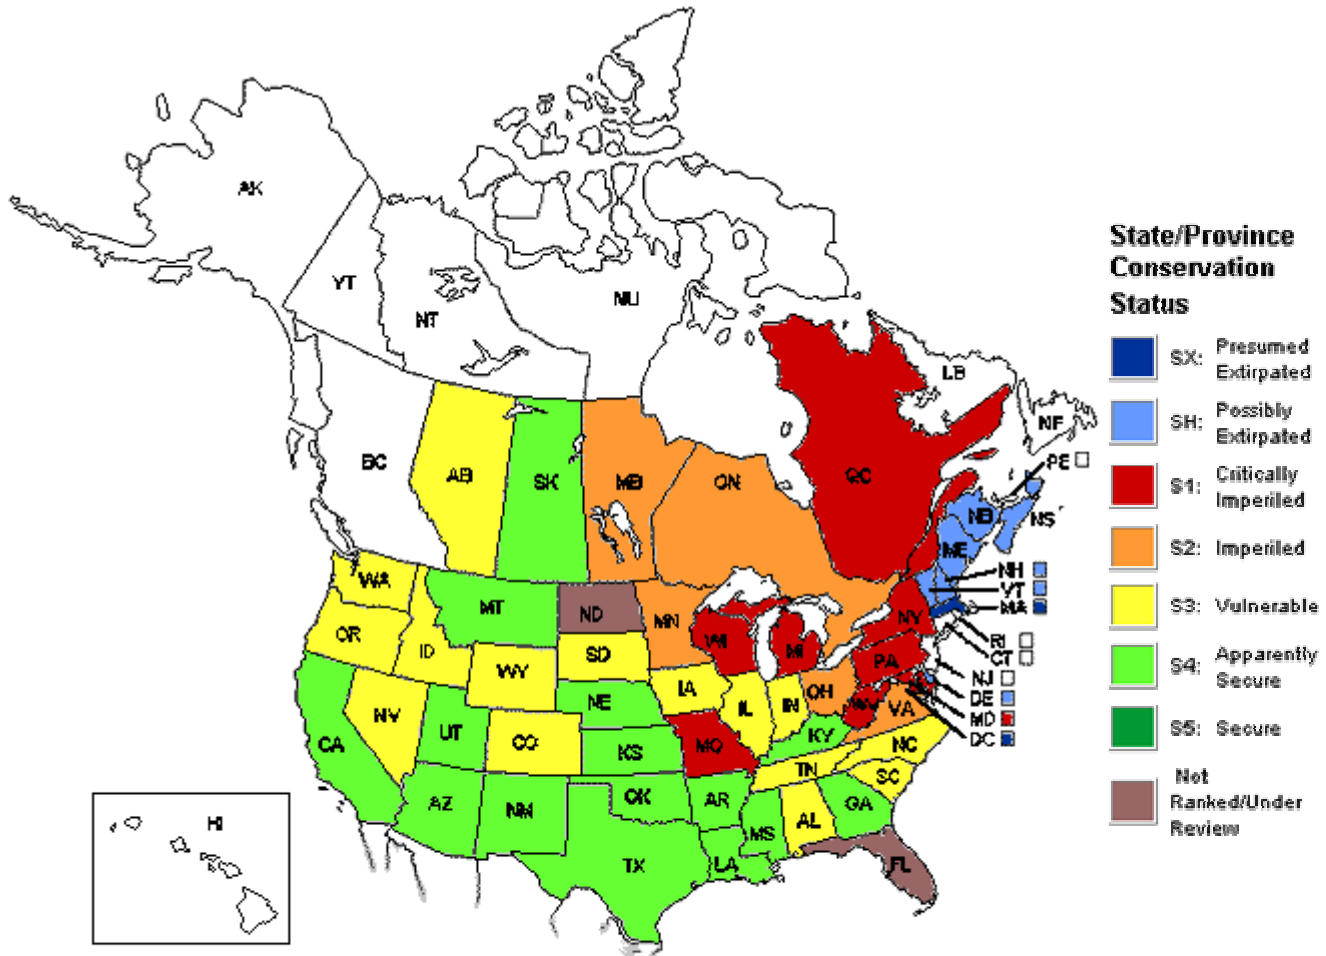 AK
YT
NT
NU
BC
AB
SK
MB
ON
QC
LB
NF
PE
NB
NS
ME
NH
VT
MA
RI
CT
NJ
DE
MD
DC
WA
MT
ND
MN
OR
ID
WY
SD
WI
MI
NY
PA
CA
NV
UT
CO
NE
KS
IA
IL
IN
OH
WV
VA
MO
KY
TN
NC
SC
AZ
NM
OK
AR
TX
LA
MS
AL
GA
FL
HI
State/Province
Conservation
Status
SX: Presumed
Extirpated
SH: Possibly
Extirpated
S1: Critically
Imperiled
S2: Imperiled
S3: Vulnerable
S4: Apparently
Secure
S5: Secure
Not
Ranked/Under
Review